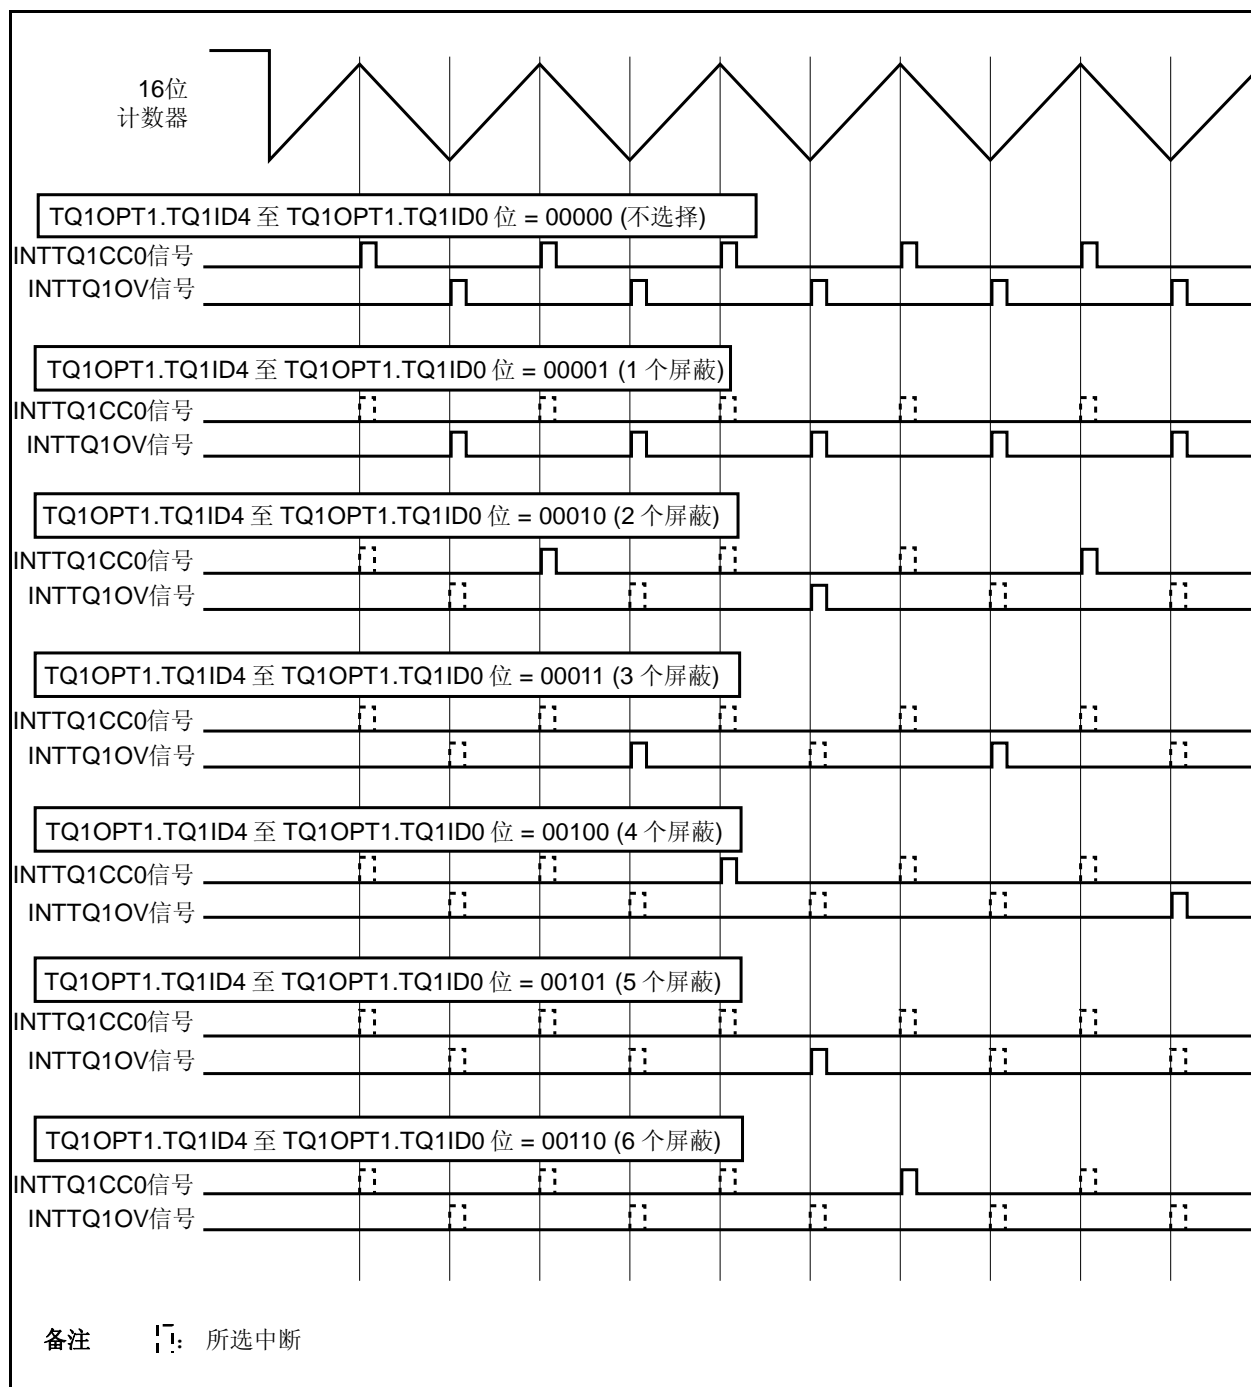 16位
计数器
TQ1OPT1.TQ1ID4 至 TQ1OPT1.TQ1ID0 位 = 00000 (不选择)
INTTQ1CC0信号
INTTQ1OV信号
TQ1OPT1.TQ1ID4 至 TQ1OPT1.TQ1ID0 位 = 00001 (1 个屏蔽)
INTTQ1CC0信号
INTTQ1OV信号
TQ1OPT1.TQ1ID4 至 TQ1OPT1.TQ1ID0 位 = 00010 (2 个屏蔽)
INTTQ1CC0信号
INTTQ1OV信号
TQ1OPT1.TQ1ID4 至 TQ1OPT1.TQ1ID0 位 = 00011 (3 个屏蔽)
INTTQ1CC0信号
INTTQ1OV信号
TQ1OPT1.TQ1ID4 至 TQ1OPT1.TQ1ID0 位 = 00100 (4 个屏蔽)
INTTQ1CC0信号
INTTQ1OV信号
TQ1OPT1.TQ1ID4 至 TQ1OPT1.TQ1ID0 位 = 00101 (5 个屏蔽)
INTTQ1CC0信号
INTTQ1OV信号
TQ1OPT1.TQ1ID4 至 TQ1OPT1.TQ1ID0 位 = 00110 (6 个屏蔽)
INTTQ1CC0信号
INTTQ1OV信号
备注 : 所选中断